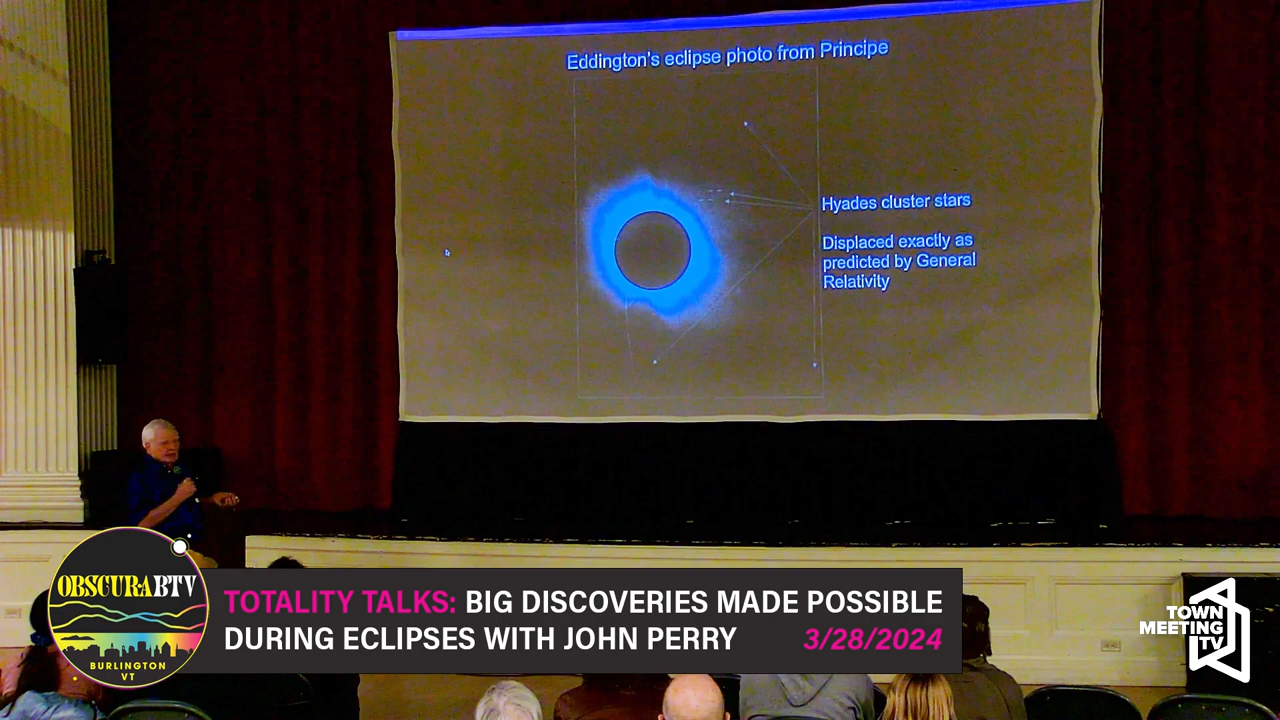 Eddington's eclipse photo from Principe
Hyades cluster stars
Displaced exactly as
predicted by General
Relativity
OBSCURABTV
BURLINGTON
VT
TOTALITY TALKS: BIG DISCOVERIES MADE POSSIBLE
DURING ECLIPSES WITH JOHN PERRY 3/28/2024
TOWN
MEETING
TV